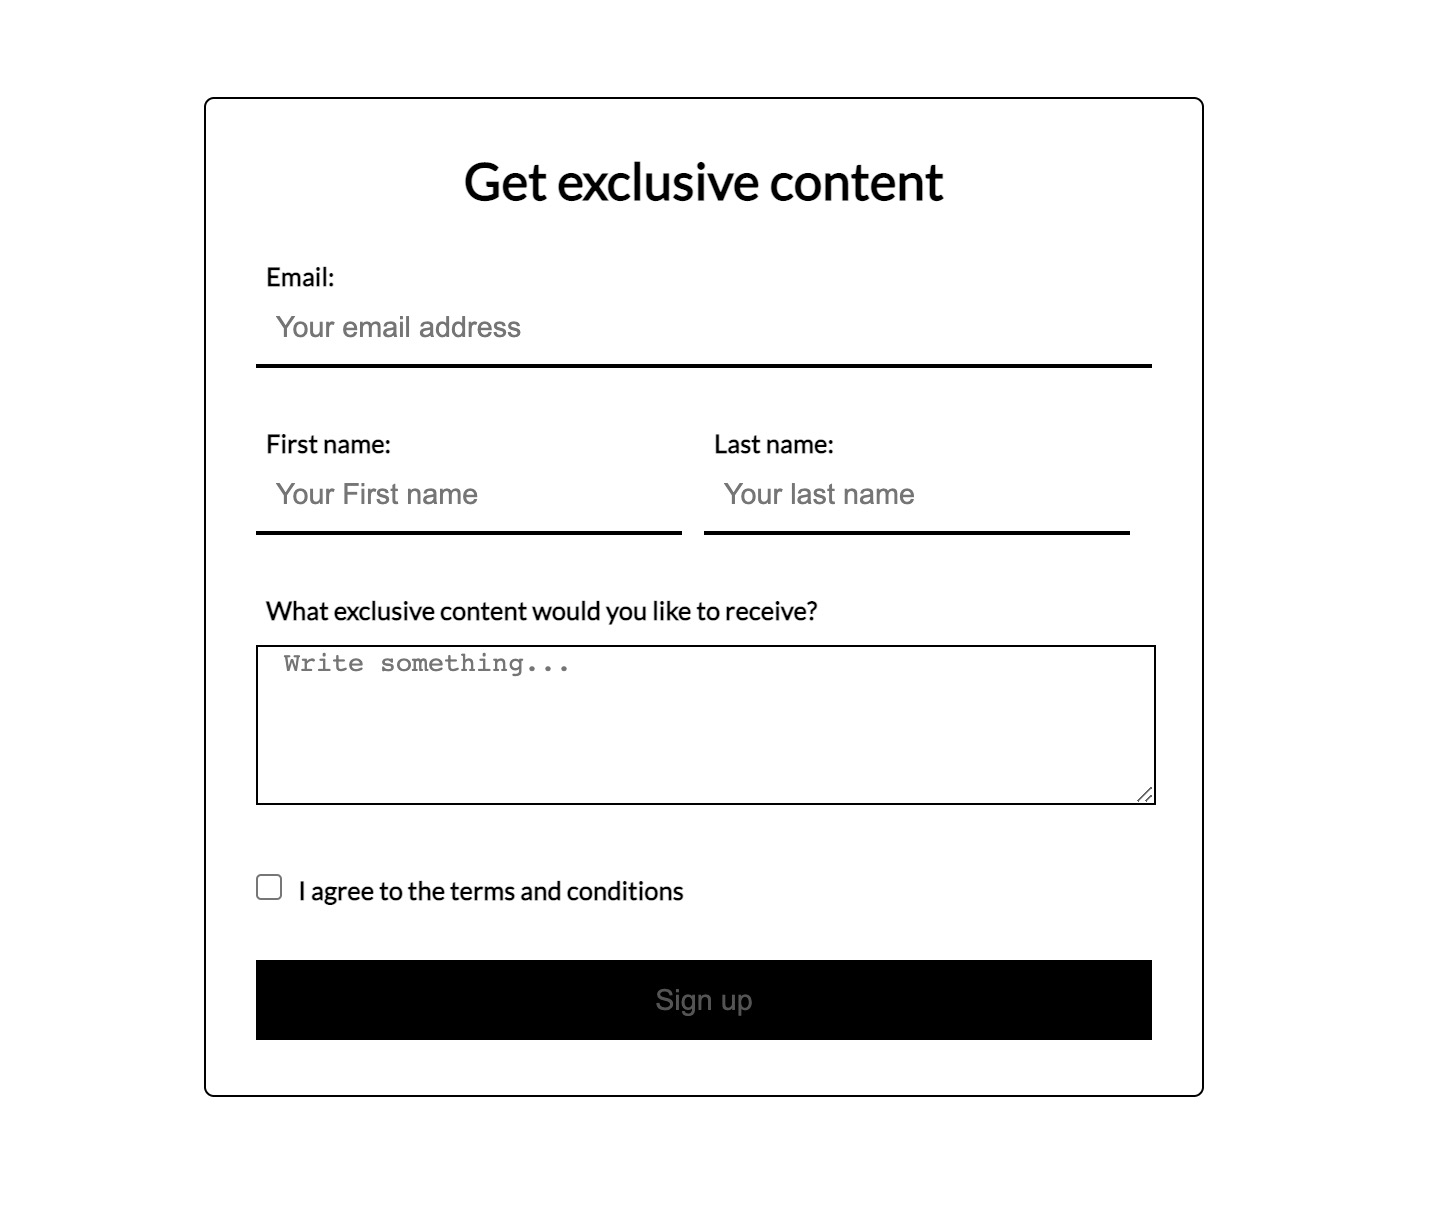 Get exclusive content
Email:
Your email address
First name:
Your First name
Last name:
Your last name
What exclusive content would you like to receive?
Write something...
I agree to the terms and conditions
Sign up